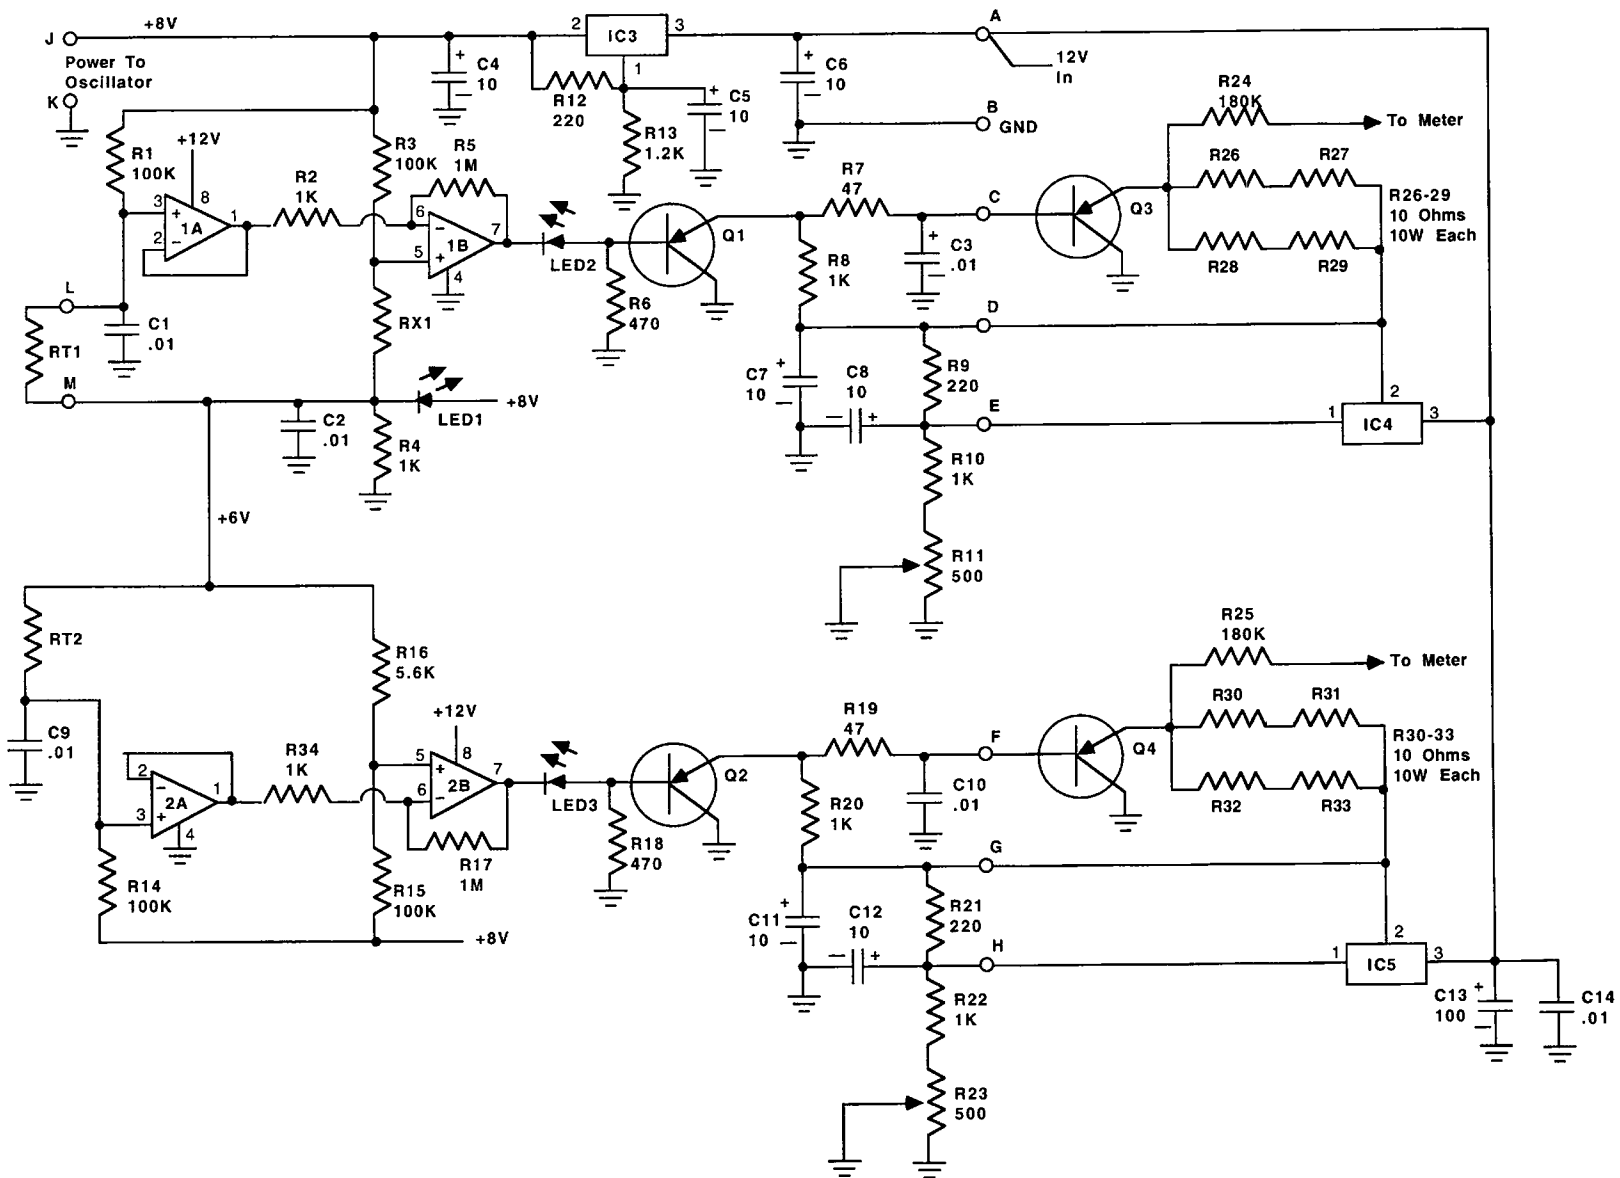 +8V
J
Power To
Oscillator
K
2
IC3
3
1
A
12V
In
C4
10
+
R12
220
C5
10
+
C6
10
+
B
GND
R13
1.2K
R24
180K
To Meter
R1
100K
+12V
8
R3
100K
R5
1M
R2
1K
3
+
1A
1
2
−
6
−
1B
7
5
+
4
LED2
Q1
R6
470
R7
47
C
C3
.01
+
R8
1K
Q3
R26
R27
R28
R29
R26-29
10 Ohms
10W Each
L
C1
.01
RT1
M
RX1
LED1
+8V
C2
.01
R4
1K
D
C7
10
+
−
C8
10
−
+
R9
220
E
1
IC4
2
3
R10
1K
R11
500
+6V
RT2
R16
5.6K
+12V
8
C9
.01
2
−
2A
1
3
+
4
R34
1K
5
+
2B
7
6
−
R17
1M
R14
100K
R15
100K
+8V
LED3
Q2
R18
470
R19
47
F
C10
.01
R20
1K
Q4
R25
180K
To Meter
R30
R31
R32
R33
R30-33
10 Ohms
10W Each
G
C11
10
+
−
C12
10
−
+
R21
220
H
1
IC5
2
3
R22
1K
R23
500
C13
100
+
−
C14
.01